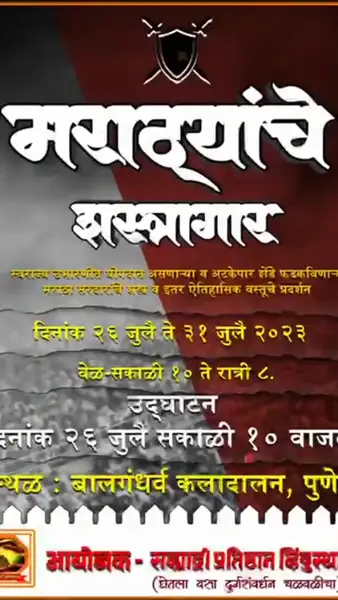 मराठ्यांचे
शस्त्रागार
स्वराज्य उभारणीत योगदान असणाऱ्या व अटकेपार झेंडे फडकविणाऱ्या
मराठा सरदारांचे शस्त्र व इतर ऐतिहासिक वस्तूचे प्रदर्शन
दिनांक २६ जुलै ते ३१ जुलै २०२३
वेळ-सकाळी १० ते रात्री ८.
उद्घाटन
दिनांक २६ जुलै सकाळी १० वाज
स्थळ : बालगंधर्व कलादालन, पुणे
आयोजक - सह्याद्री प्रतिष्ठान हिंदुस्था
(घेतला वसा दुर्गसंवर्धन चळवळीचा)